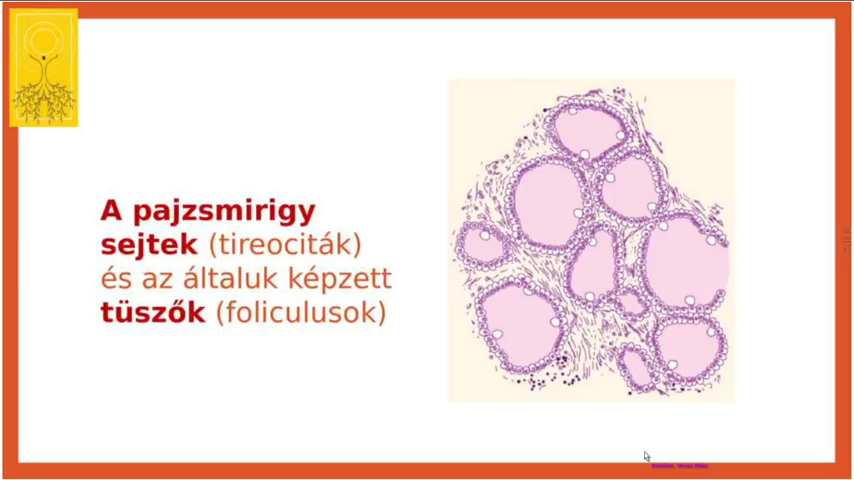 A pajzsmirigy
sejtek (tireociták)
és az általuk képzett
tüszők (foliculusok)